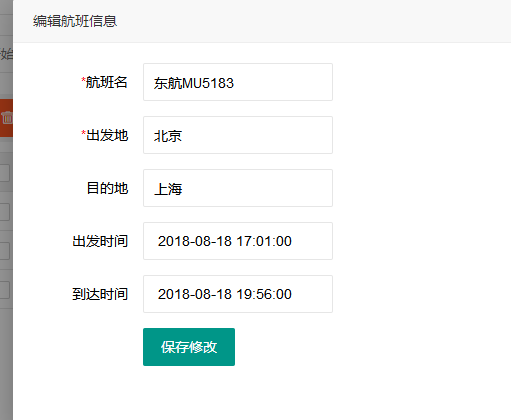 编辑航班信息
始
*航班名 东航MU5183
*出发地 北京
目的地 上海
出发时间 2018-08-18 17:01:00
到达时间 2018-08-18 19:56:00
保存修改